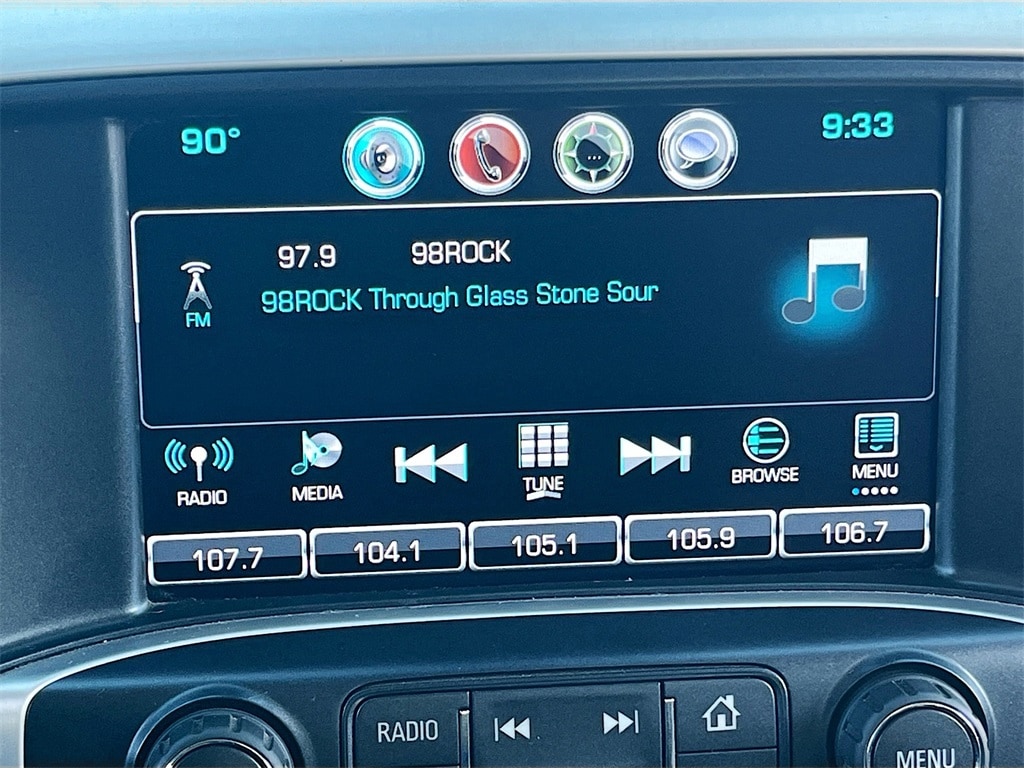 90° 9:33
97.9 98ROCK
98ROCK Through Glass Stone Sour
FM
RADIO MEDIA TUNE BROWSE MENU
107.7 104.1 105.1 105.9 106.7
RADIO
MENU